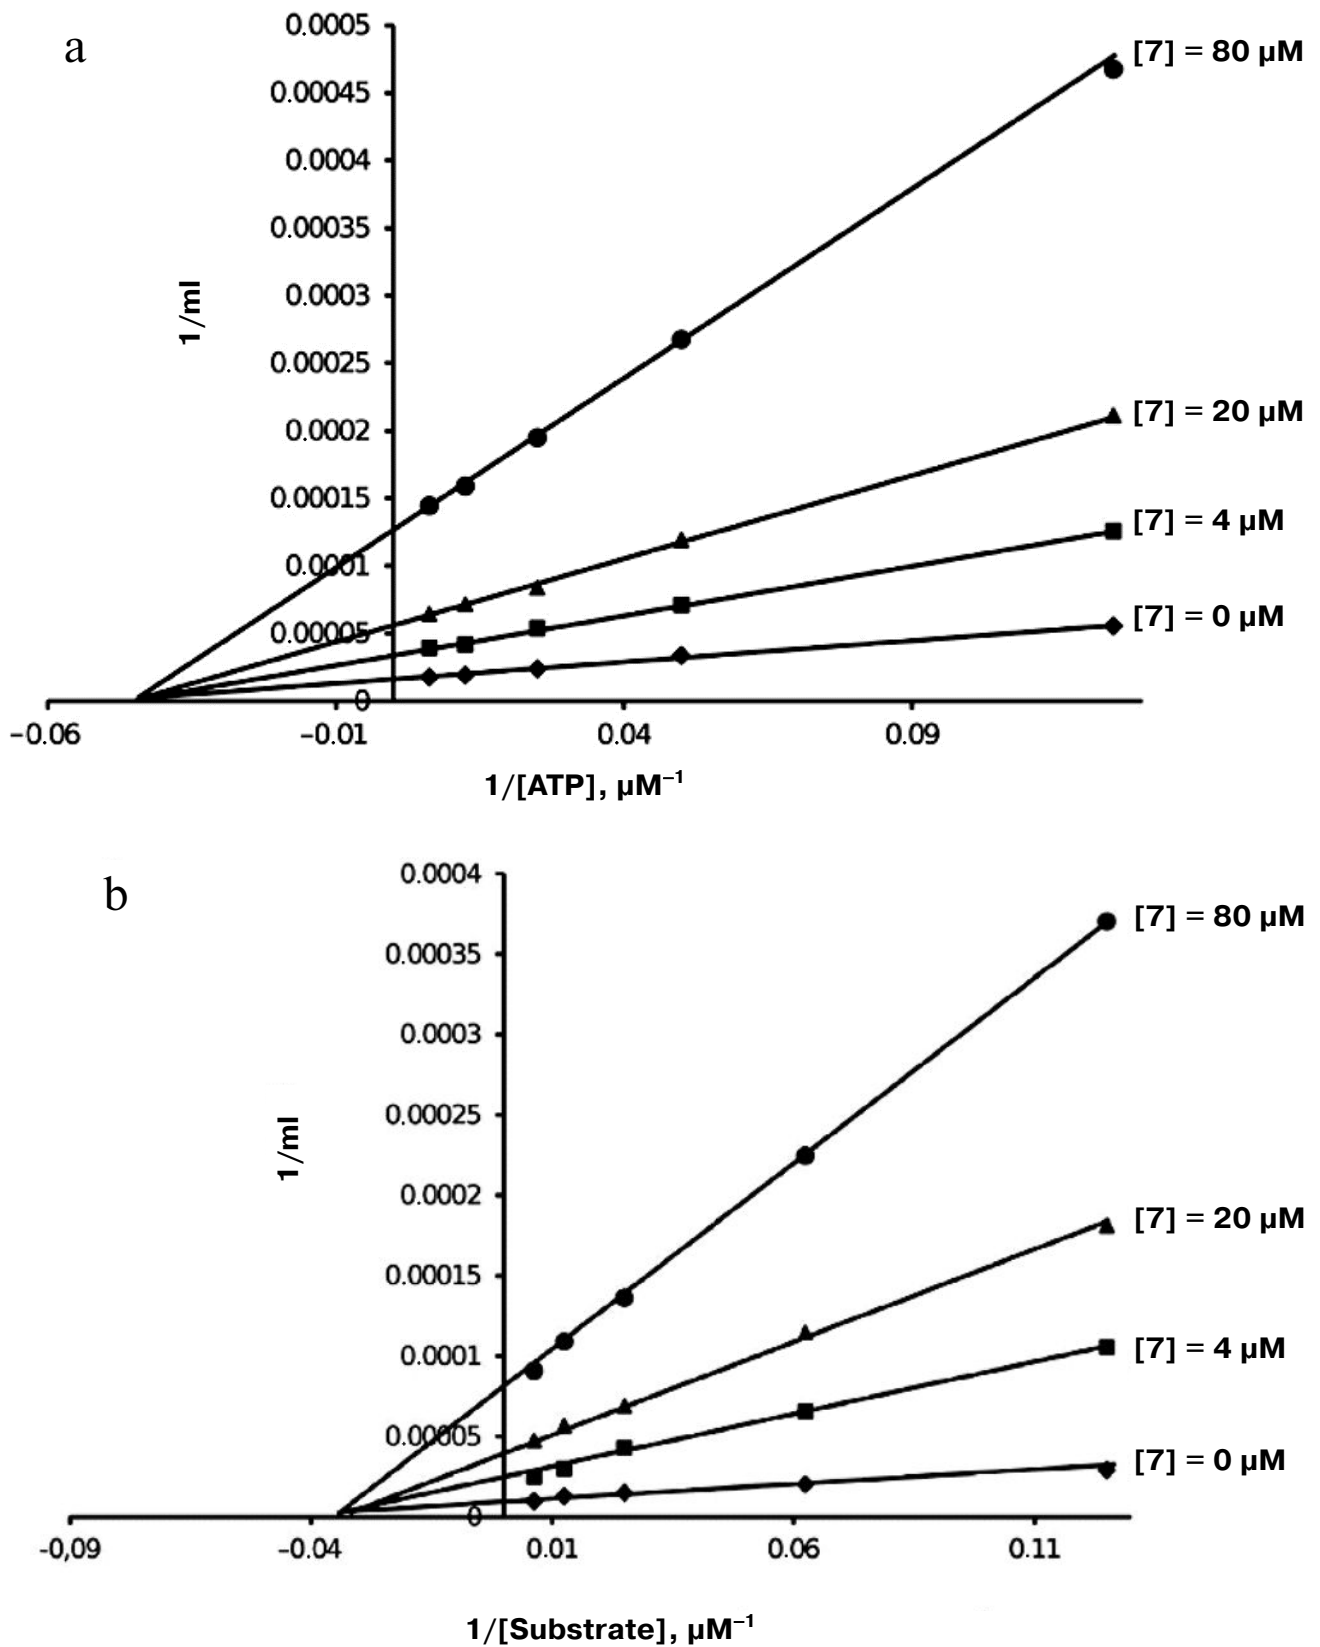 a
0.0005
[7] = 80 µM
0.00045
0.0004
0.00035
1/ml
0.0003
0.00025
0.0002
[7] = 20 µM
0.00015
[7] = 4 µM
0.0001
0.00005
[7] = 0 µM
0
−0.06
−0.01
0.04
0.09
1/[ATP], µM⁻¹
b
0.0004
[7] = 80 µM
0.00035
0.0003
0.00025
1/ml
0.0002
[7] = 20 µM
0.00015
0.0001
[7] = 4 µM
0.00005
[7] = 0 µM
0
-0,09
-0.04
0.01
0.06
0.11
1/[Substrate], µM⁻¹